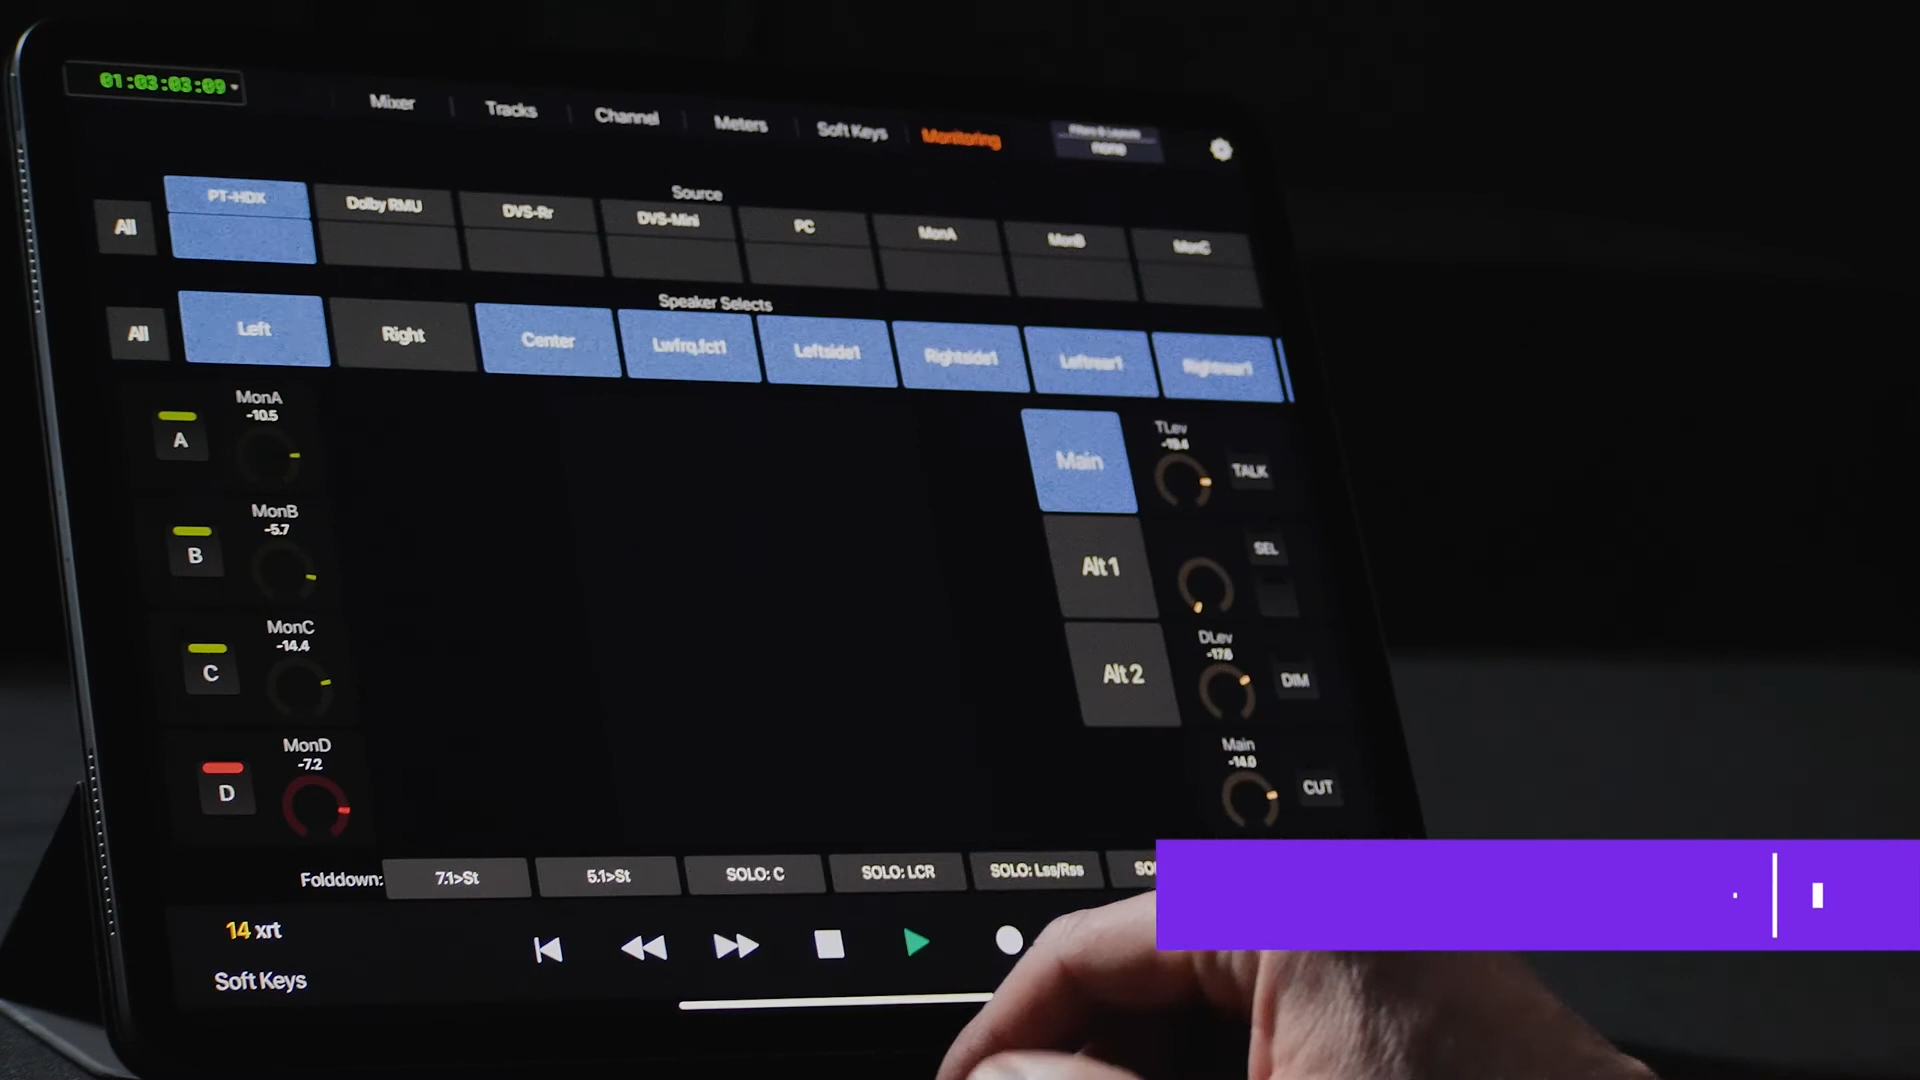 01:03:03:09
Mixer
Tracks
Channel
Meters
Soft Keys
Monitoring
none
Source
All
PT-HDX
Dolby RMU
DVS-Rr
DVS-Mini
PC
MonA
MonB
MonC
Speaker Selects
All
Left
Right
Center
Lwfrq.fct1
Leftside1
Rightside1
Leftrear1
Rightrear1
A
MonA
-10.5
B
MonB
-5.7
C
MonC
-14.4
D
MonD
-7.2
Main
Alt 1
Alt 2
TLev
TALK
SEL
DLev
-17.6
DIM
Main
-14.0
CUT
Folddown:
7.1>St
5.1>St
SOLO: C
SOLO: LCR
SOLO: Lss/Rss
14 xrt
Soft Keys